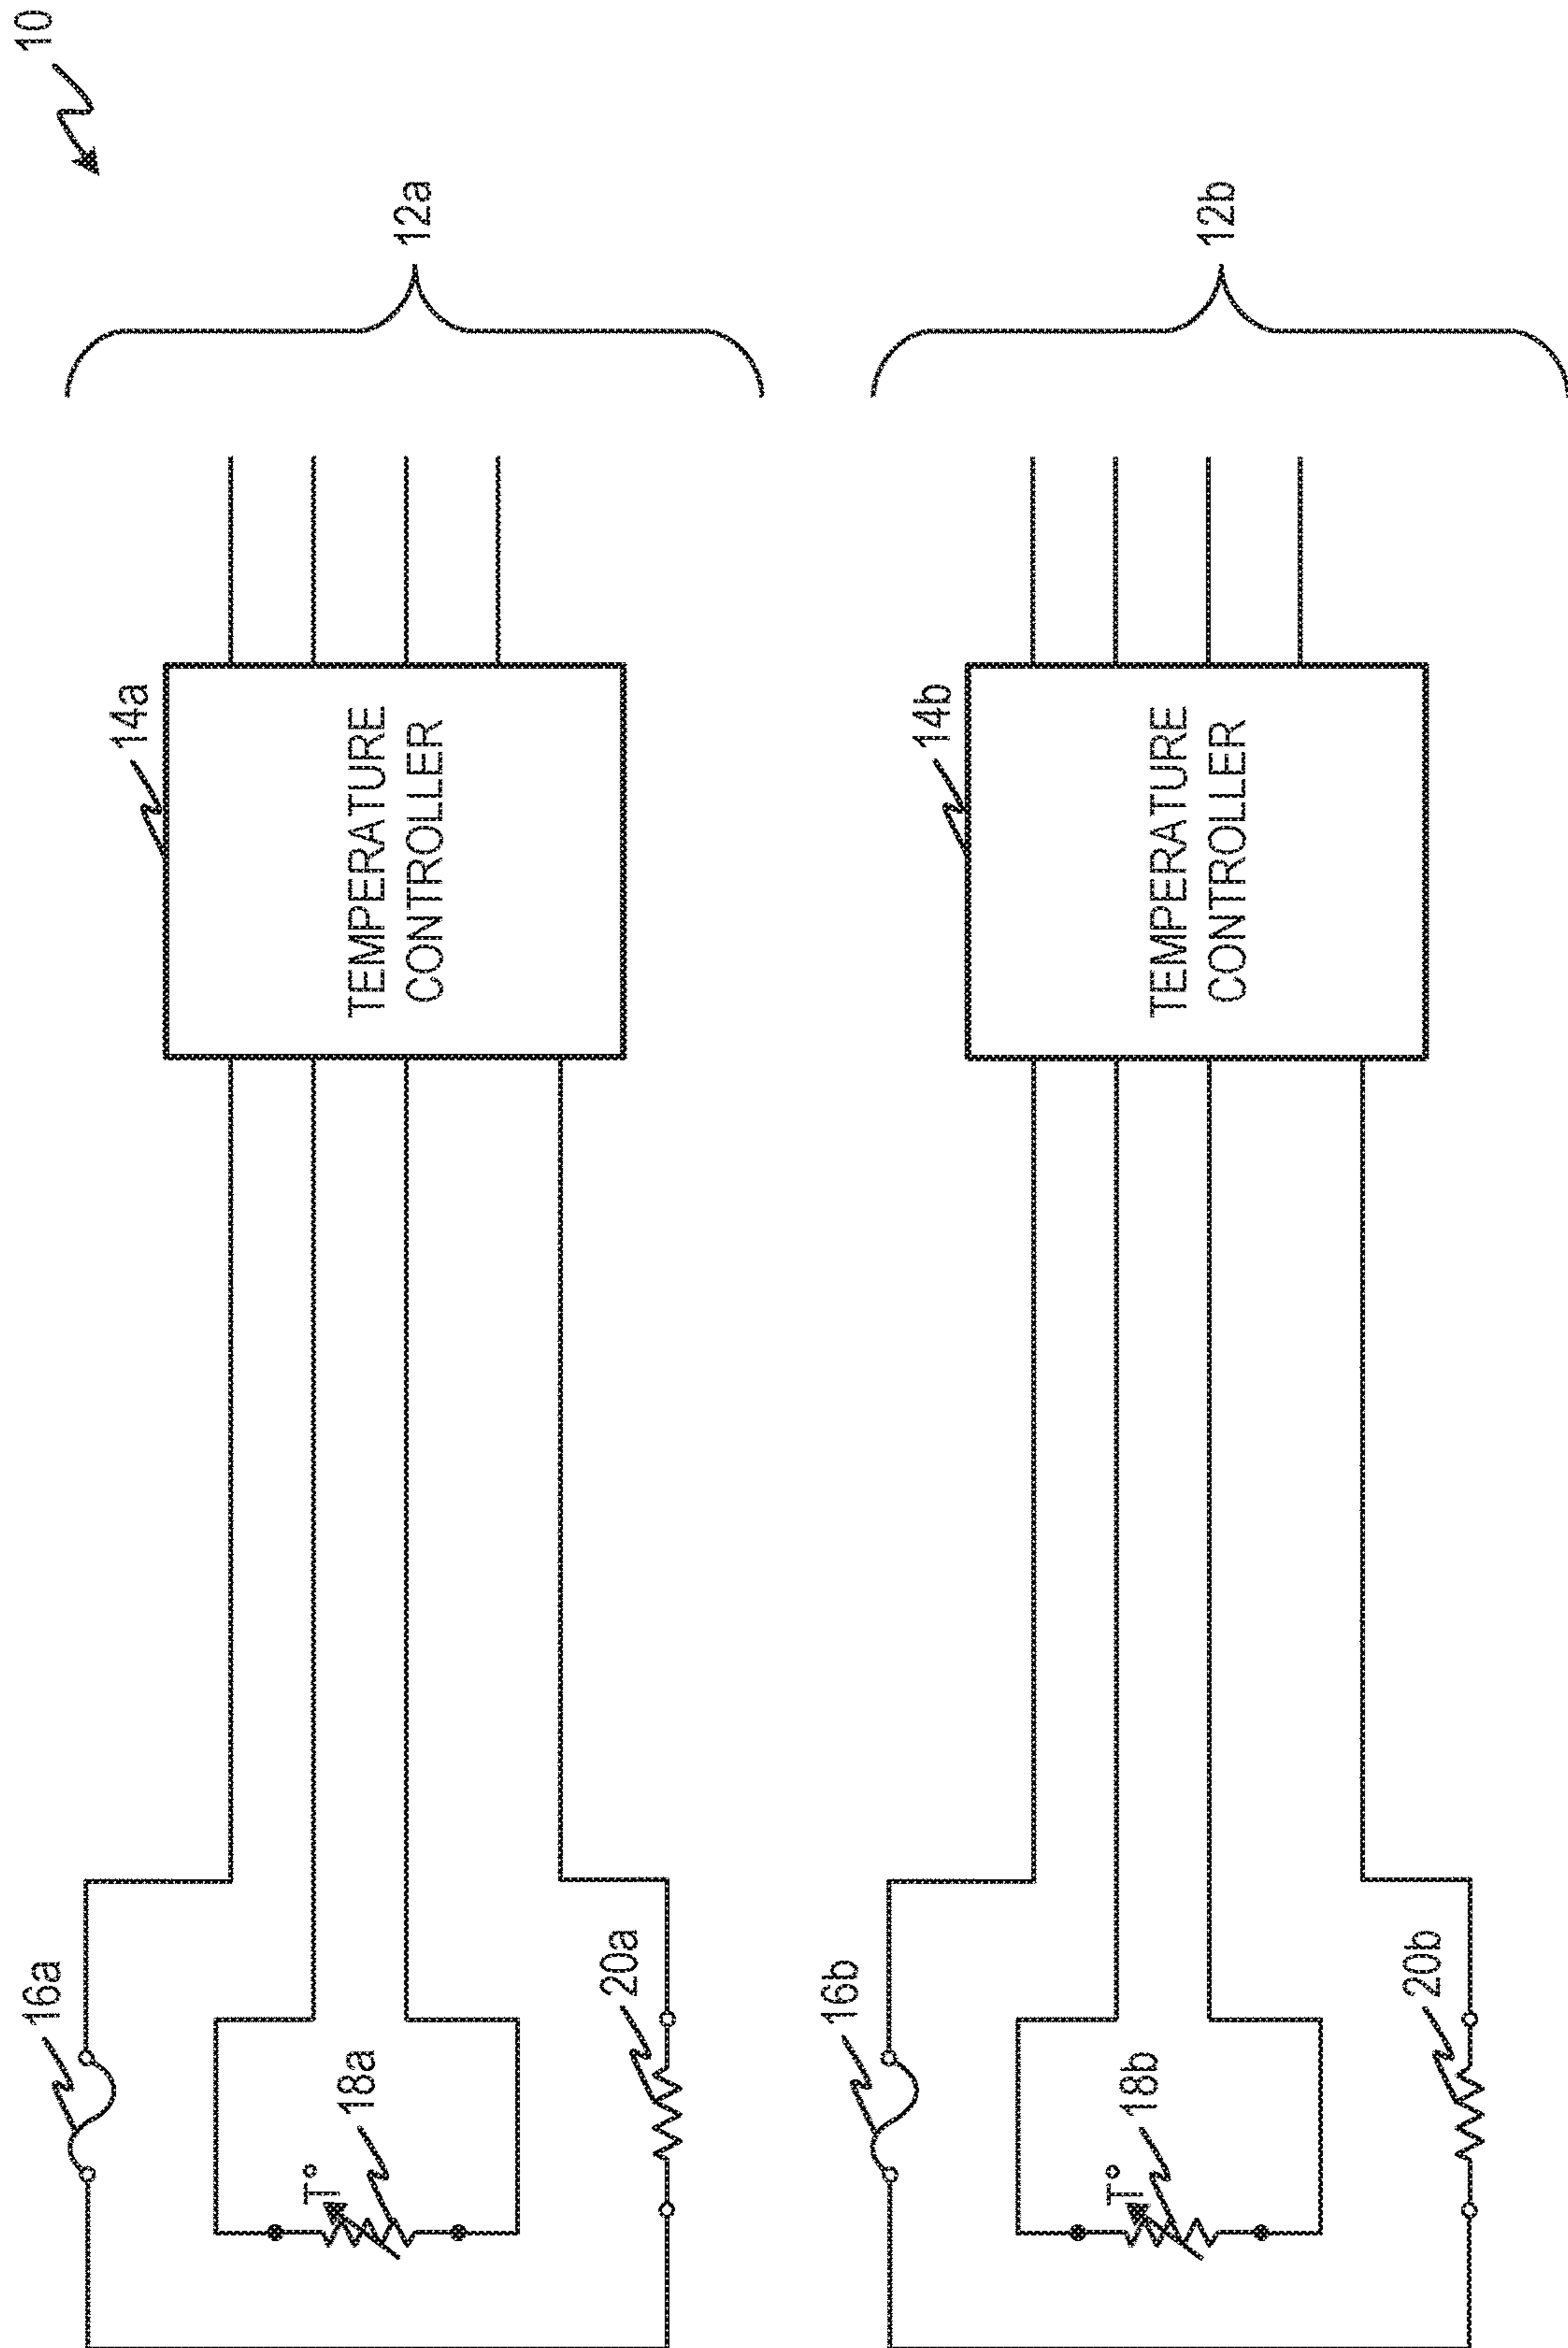 10
12a
12b
14a
TEMPERATURE
CONTROLLER
14b
TEMPERATURE
CONTROLLER
16a
T°
18a
20a
16b
T°
18b
20b